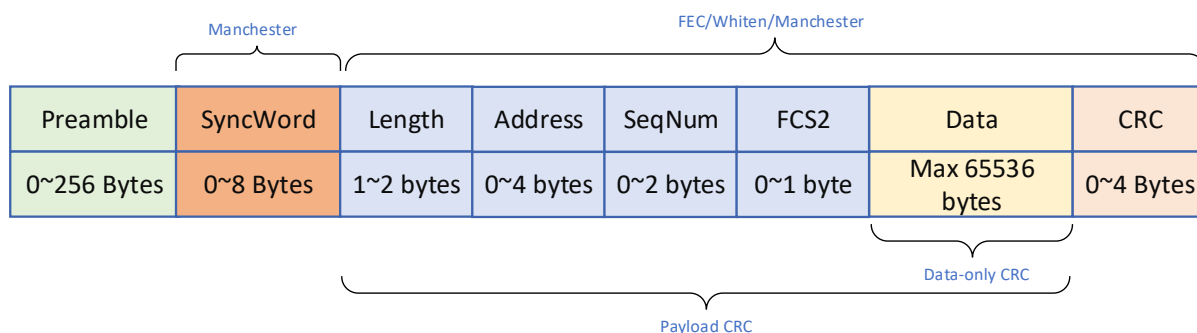 Manchester
FEC/Whiten/Manchester
Preamble SyncWord Length Address SeqNum FCS2 Data CRC
0~256 Bytes 0~8 Bytes 1~2 bytes 0~4 bytes 0~2 bytes 0~1 byte Max 65536 bytes 0~4 Bytes
Data-only CRC
Payload CRC